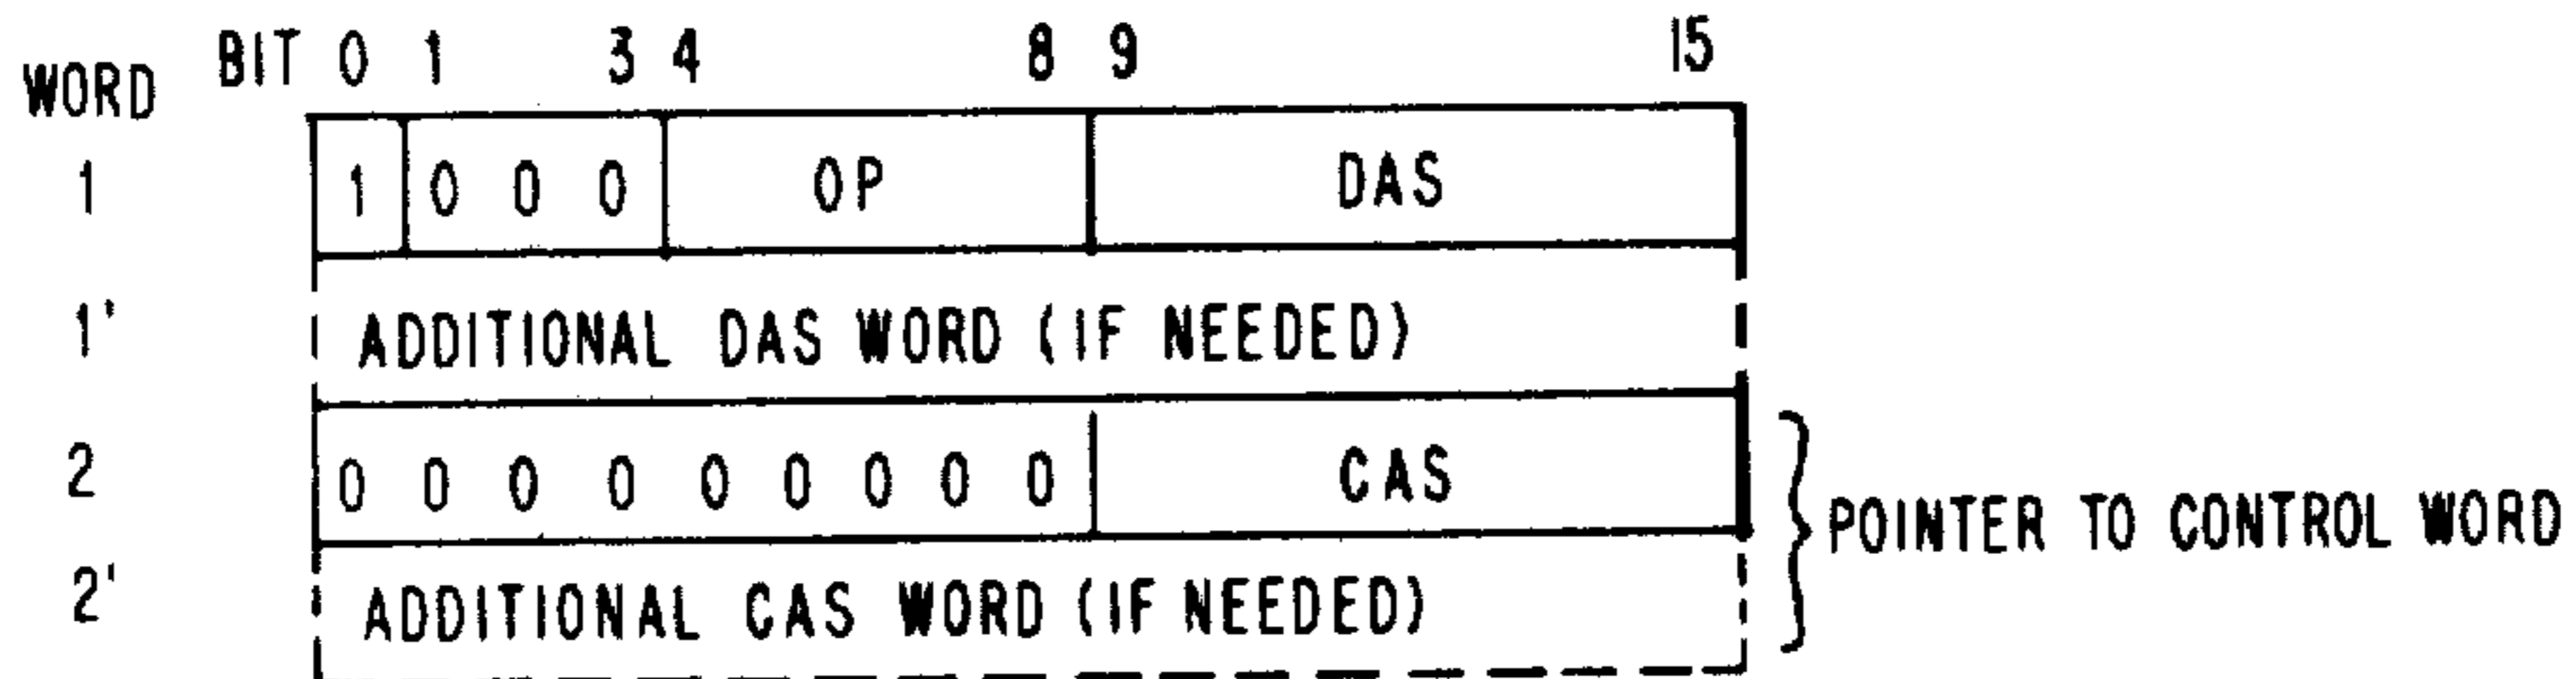 BIT 0 1 3 4 8 9 15
WORD
1 1 0 0 0 OP DAS
1' ADDITIONAL DAS WORD (IF NEEDED)
2 0 0 0 0 0 0 0 0 0 CAS
POINTER TO CONTROL WORD
2' ADDITIONAL CAS WORD (IF NEEDED)